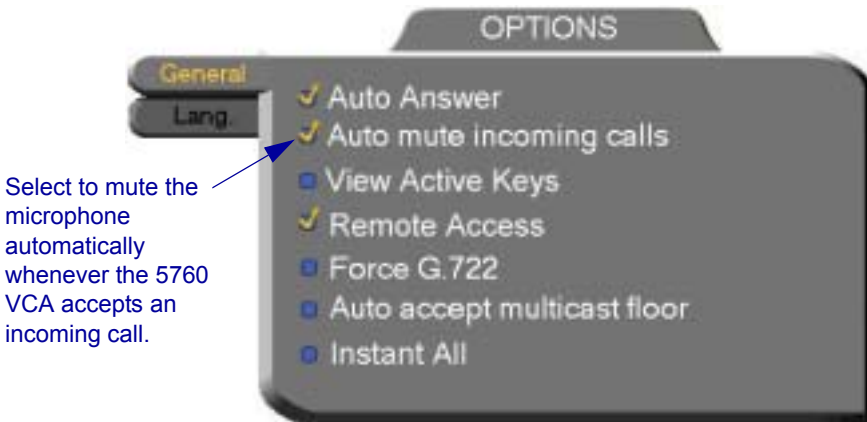 OPTIONS
General
Lang.
Auto Answer
Auto mute incoming calls
View Active Keys
Remote Access
Force G.722
Auto accept multicast floor
Instant All
Select to mute the
microphone
automatically
whenever the 5760
VCA accepts an
incoming call.